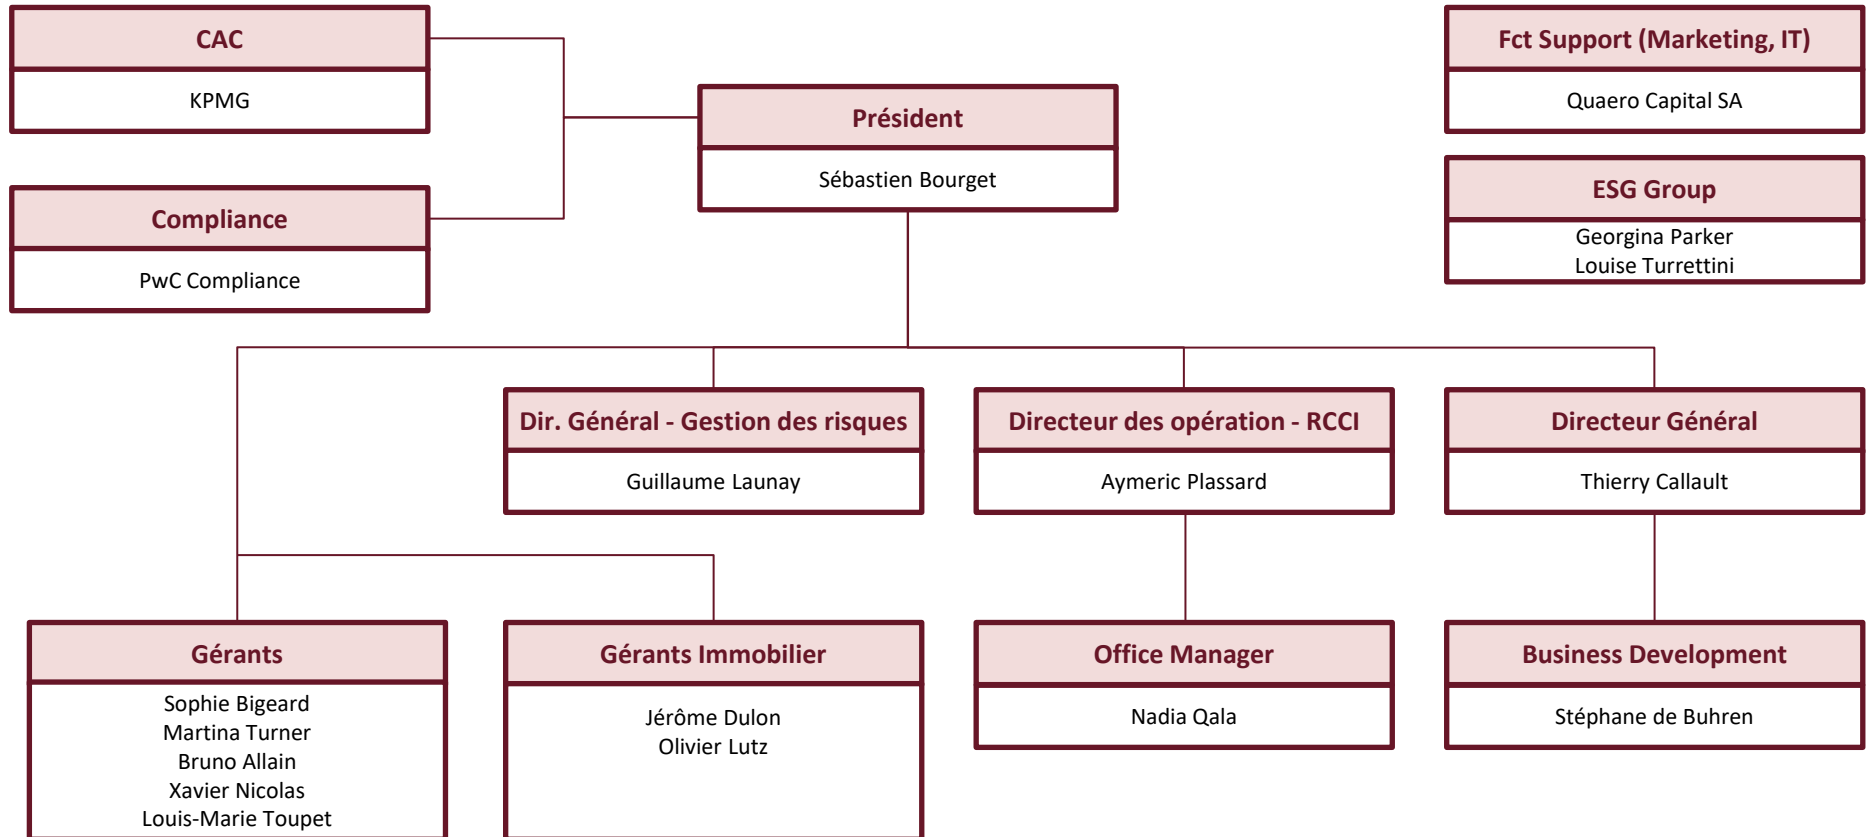 CAC
KPMG
Compliance
PwC Compliance
Président
Sébastien Bourget
Fct Support (Marketing, IT)
Quaero Capital SA
ESG Group
Georgina Parker
Louise Turrettini
Dir. Général - Gestion des risques
Guillaume Launay
Directeur des opération - RCCI
Aymeric Plassard
Directeur Général
Thierry Callault
Gérants
Sophie Bigeard
Martina Turner
Bruno Allain
Xavier Nicolas
Louis-Marie Toupet
Gérants Immobilier
Jérôme Dulon
Olivier Lutz
Office Manager
Nadia Qala
Business Development
Stéphane de Buhren